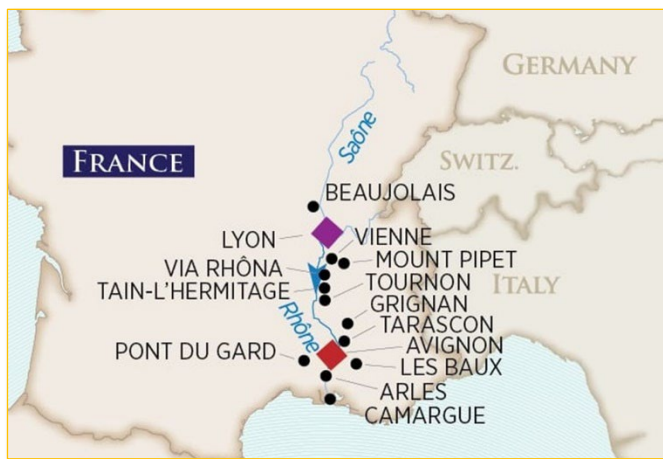 GERMANY
Saône
FRANCE
SWITZ.
BEAUJOLAIS
LYON
VIENNE
MOUNT PIPET
VIA RHÔNA
TOURNON
ITALY
TAIN-L'HERMITAGE
GRIGNAN
Rhône
TARASCON
AVIGNON
PONT DU GARD
LES BAUX
ARLES
CAMARGUE